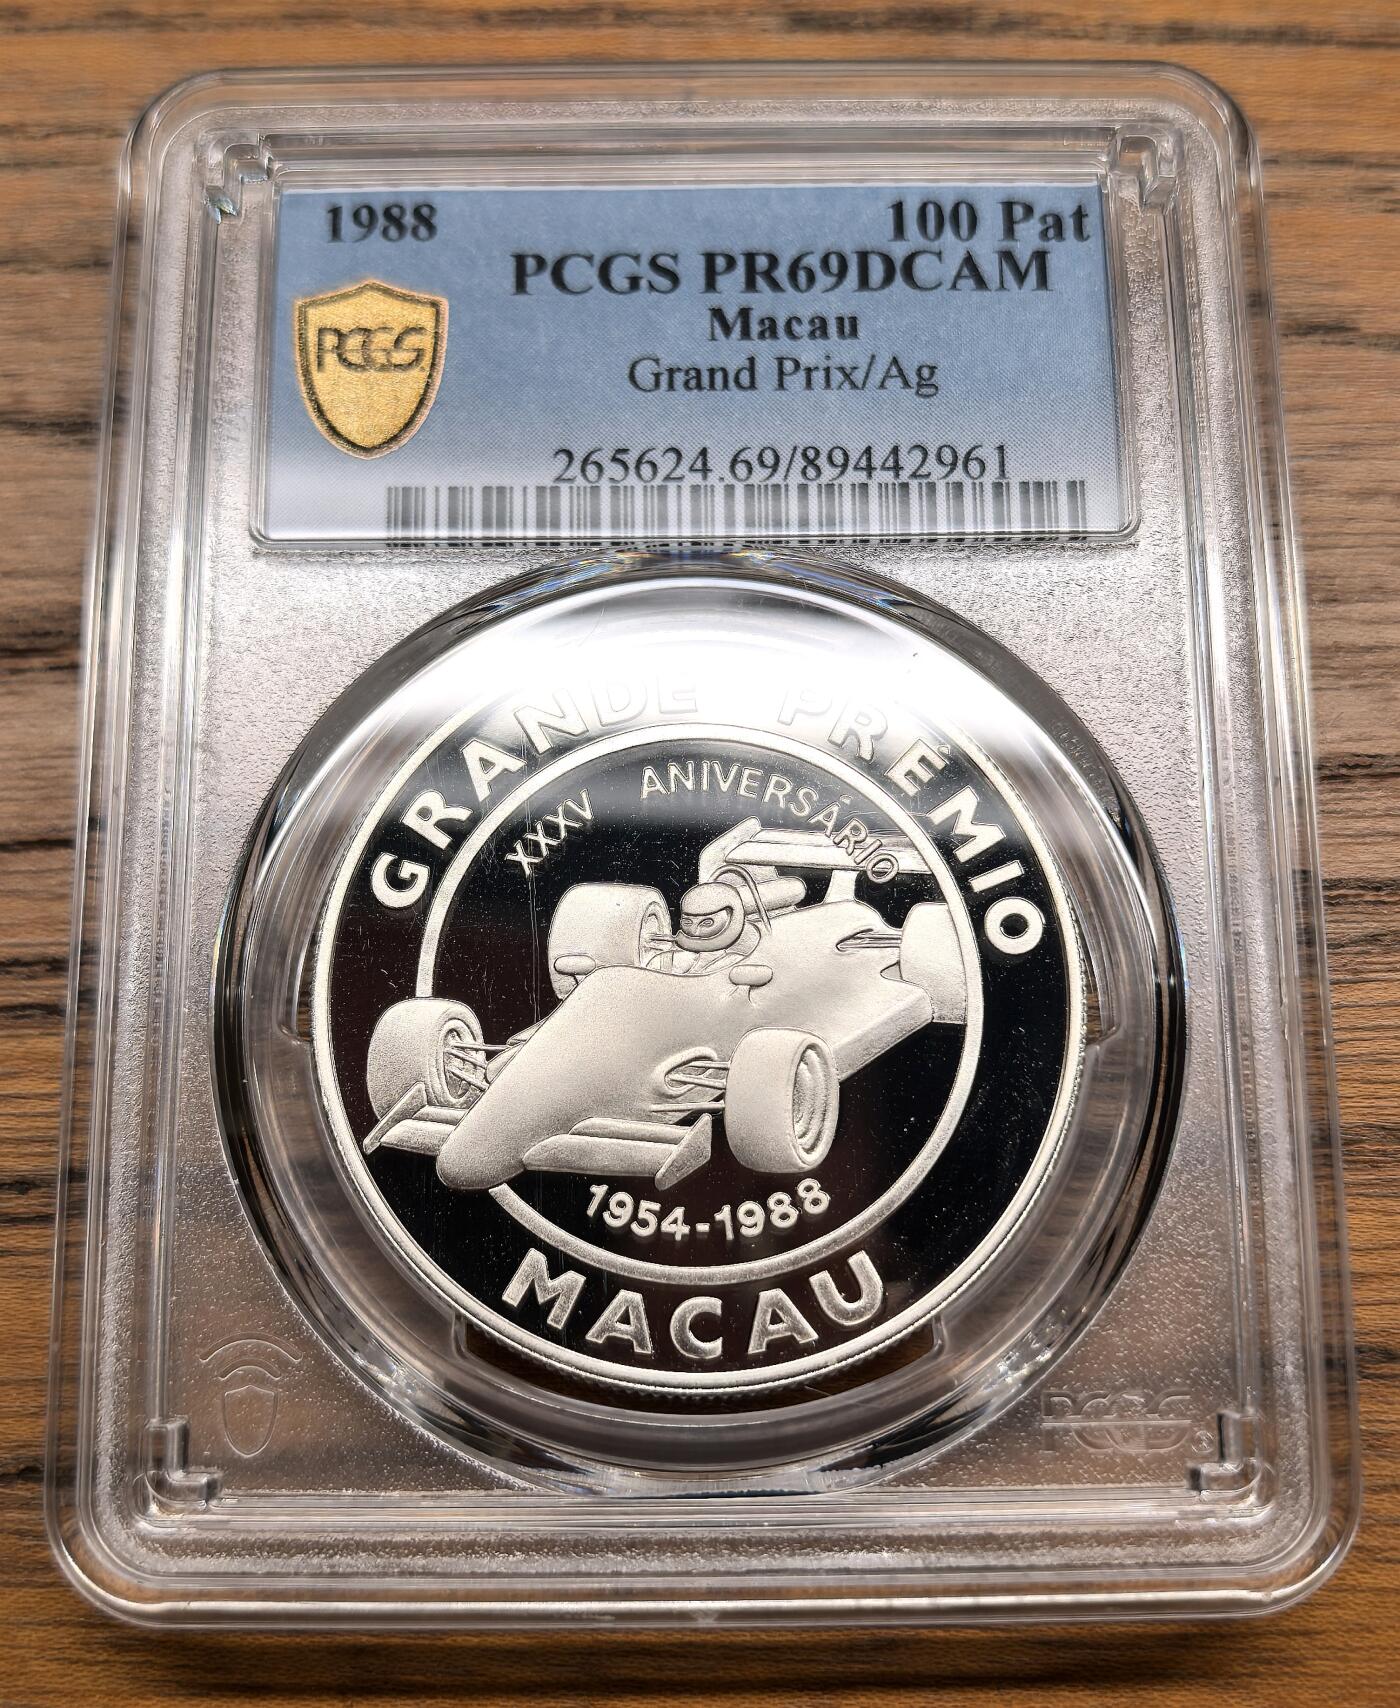 1988
100 Pat
PCGS PR69DCAM
Macau
Grand Prix/Ag
PCGS
265624.69/89442961
GRANDE PRÉMIO
XXXV ANIVERSÁRIO
1954-1988
MACAU
PCGS